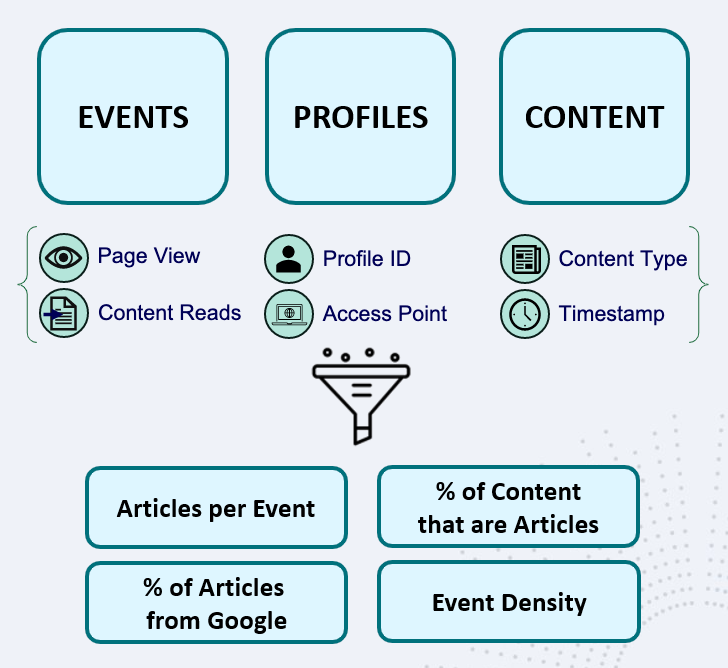 EVENTS
PROFILES
CONTENT
Page View
Profile ID
Content Type
Content Reads
Access Point
Timestamp
Articles per Event
% of Content
that are Articles
% of Articles
from Google
Event Density